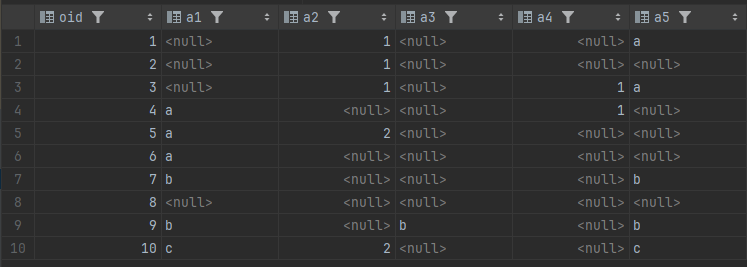 oid a1 a2 a3 a4 a5
1 1 <null> 1 <null> <null> a
2 2 <null> 1 <null> <null> <null>
3 3 <null> 1 <null> 1 a
4 4 a <null> <null> 1 <null>
5 5 a 2 <null> <null> <null>
6 6 a <null> <null> <null> <null>
7 7 b <null> <null> <null> b
8 8 <null> <null> <null> <null> <null>
9 9 b <null> b <null> b
10 10 c 2 <null> <null> c